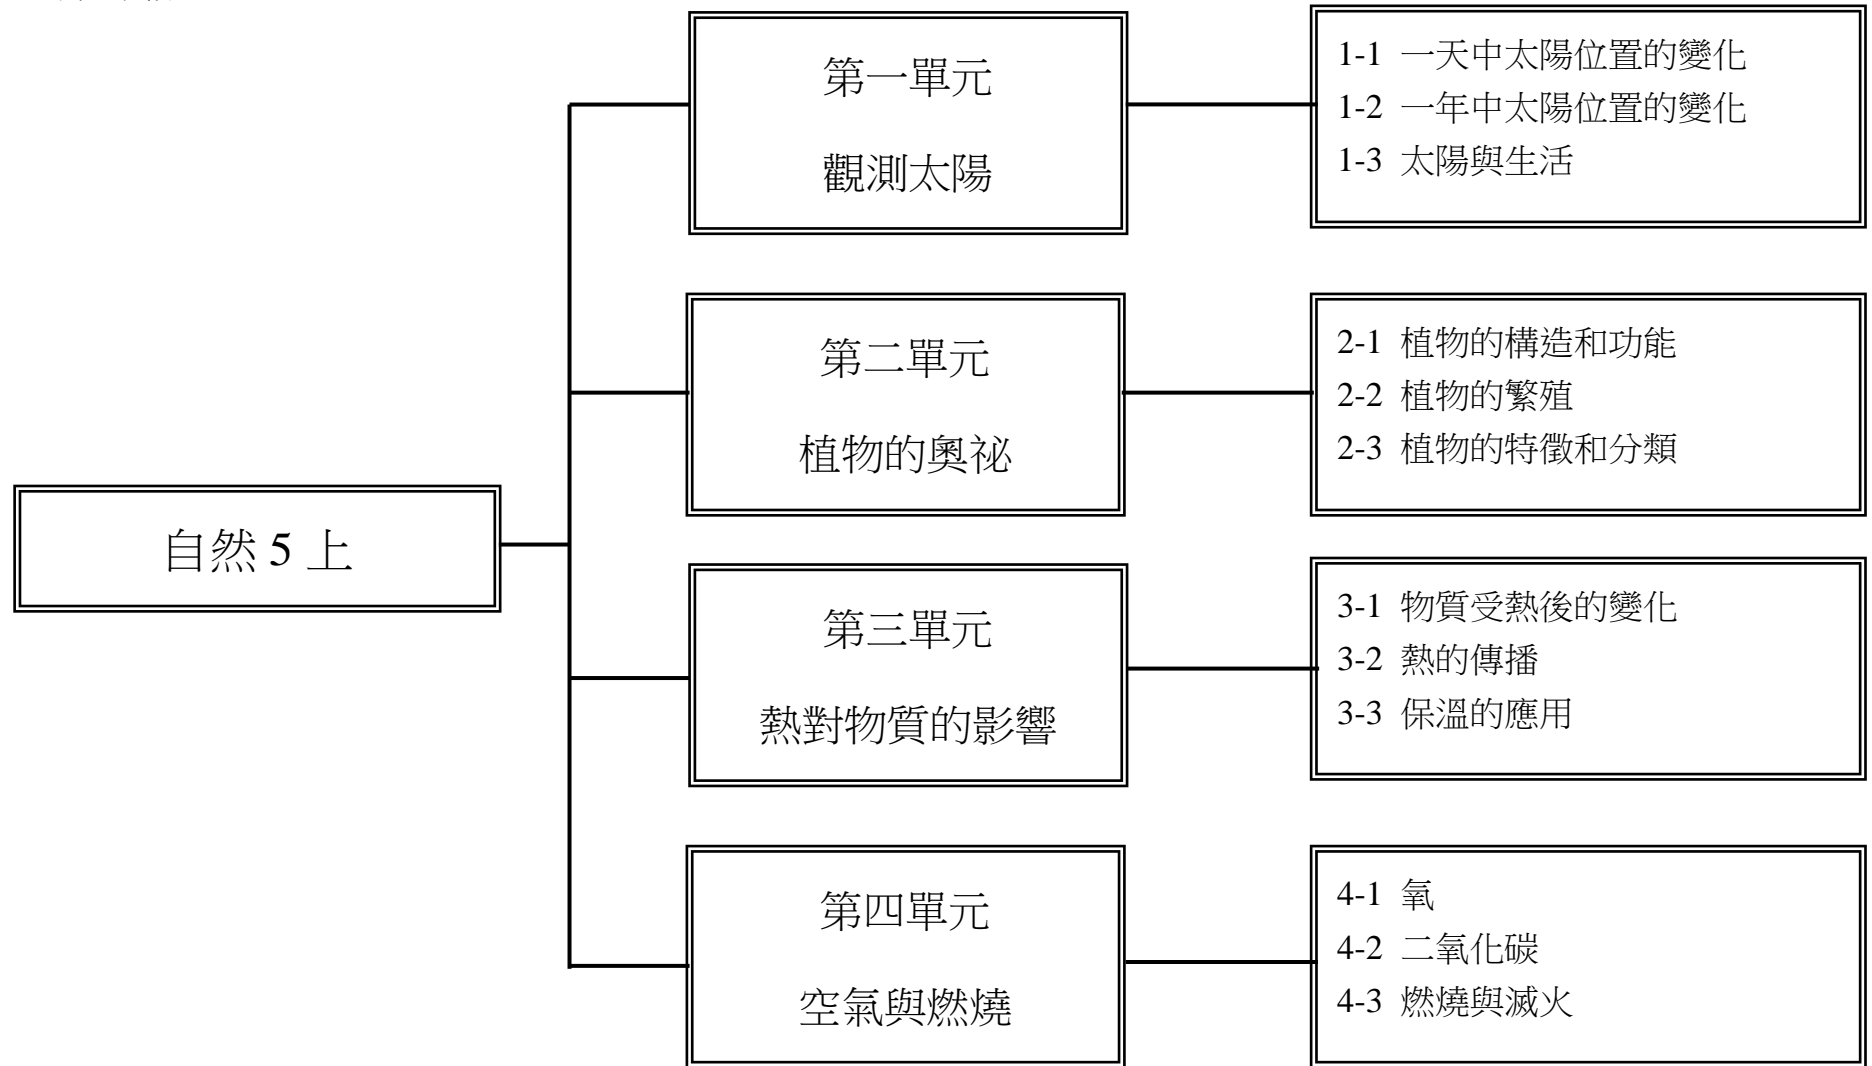 自然 5 上
第一單元
觀測太陽
1-1 一天中太陽位置的變化
1-2 一年中太陽位置的變化
1-3 太陽與生活
第二單元
植物的奧祕
2-1 植物的構造和功能
2-2 植物的繁殖
2-3 植物的特徵和分類
第三單元
熱對物質的影響
3-1 物質受熱後的變化
3-2 熱的傳播
3-3 保溫的應用
第四單元
空氣與燃燒
4-1 氧
4-2 二氧化碳
4-3 燃燒與滅火